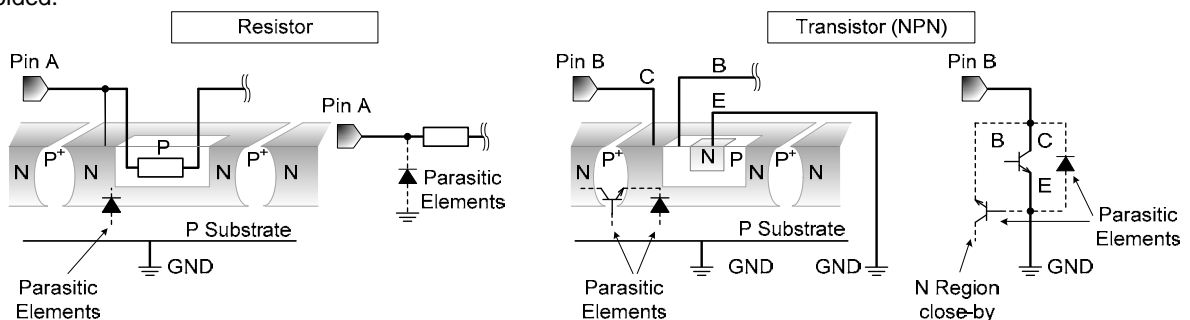 Resistor
Pin A
N
P+
N
P
N
P+
N
Parasitic
Elements
P Substrate
GND
Pin A
Parasitic
Elements
Transistor (NPN)
Pin B
C
B
E
N
P+
N
N
P
N
P+
N
P Substrate
GND
GND
Parasitic
Elements
Pin B
B
C
E
Parasitic
Elements
GND
N Region
close-by